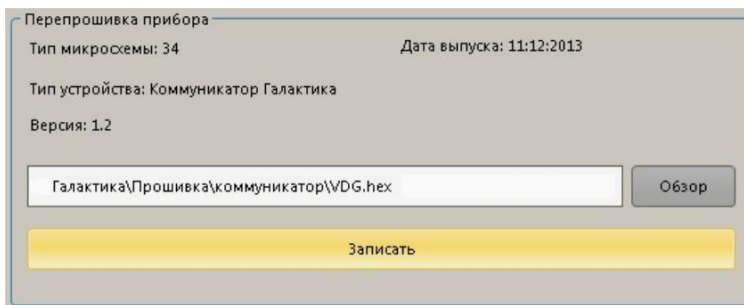 Перепрошивка прибора
Тип микросхемы: 34 Дата выпуска: 11:12:2013
Тип устройства: Коммуникатор Галактика
Версия: 1.2
Галактика\Прошивка\коммуникатор\VDG.hex Обзор
Записать